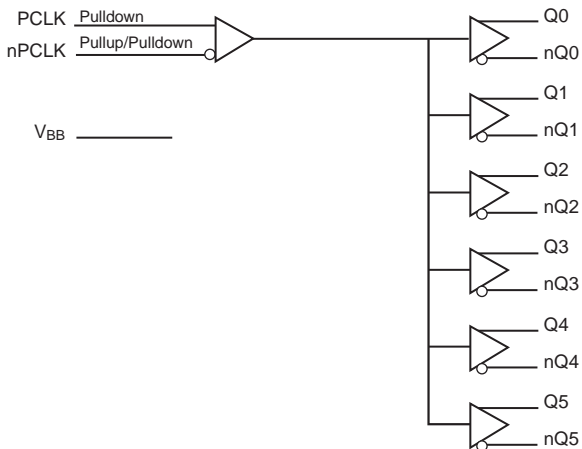 PCLK Pulldown
nPCLK Pullup/Pulldown
VBB
Q0
nQ0
Q1
nQ1
Q2
nQ2
Q3
nQ3
Q4
nQ4
Q5
nQ5